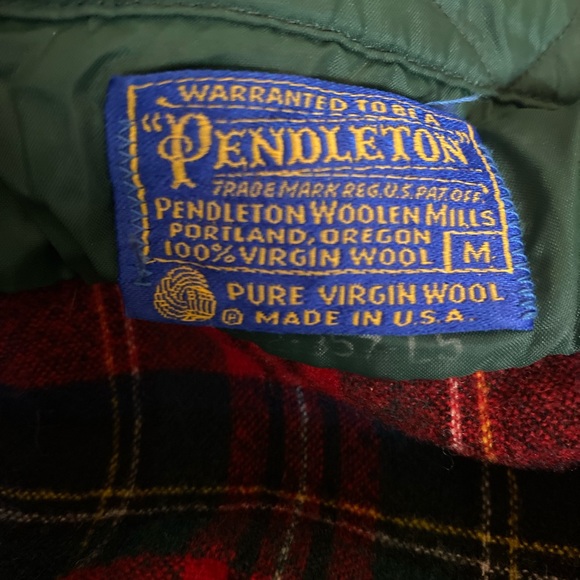 WARRANTED TO BE A
"PENDLETON"
TRADE MARK REG. U.S. PAT. OFF.
PENDLETON WOOLEN MILLS
PORTLAND, OREGON
100% VIRGIN WOOL M
PURE VIRGIN WOOL
® MADE IN U.S.A.